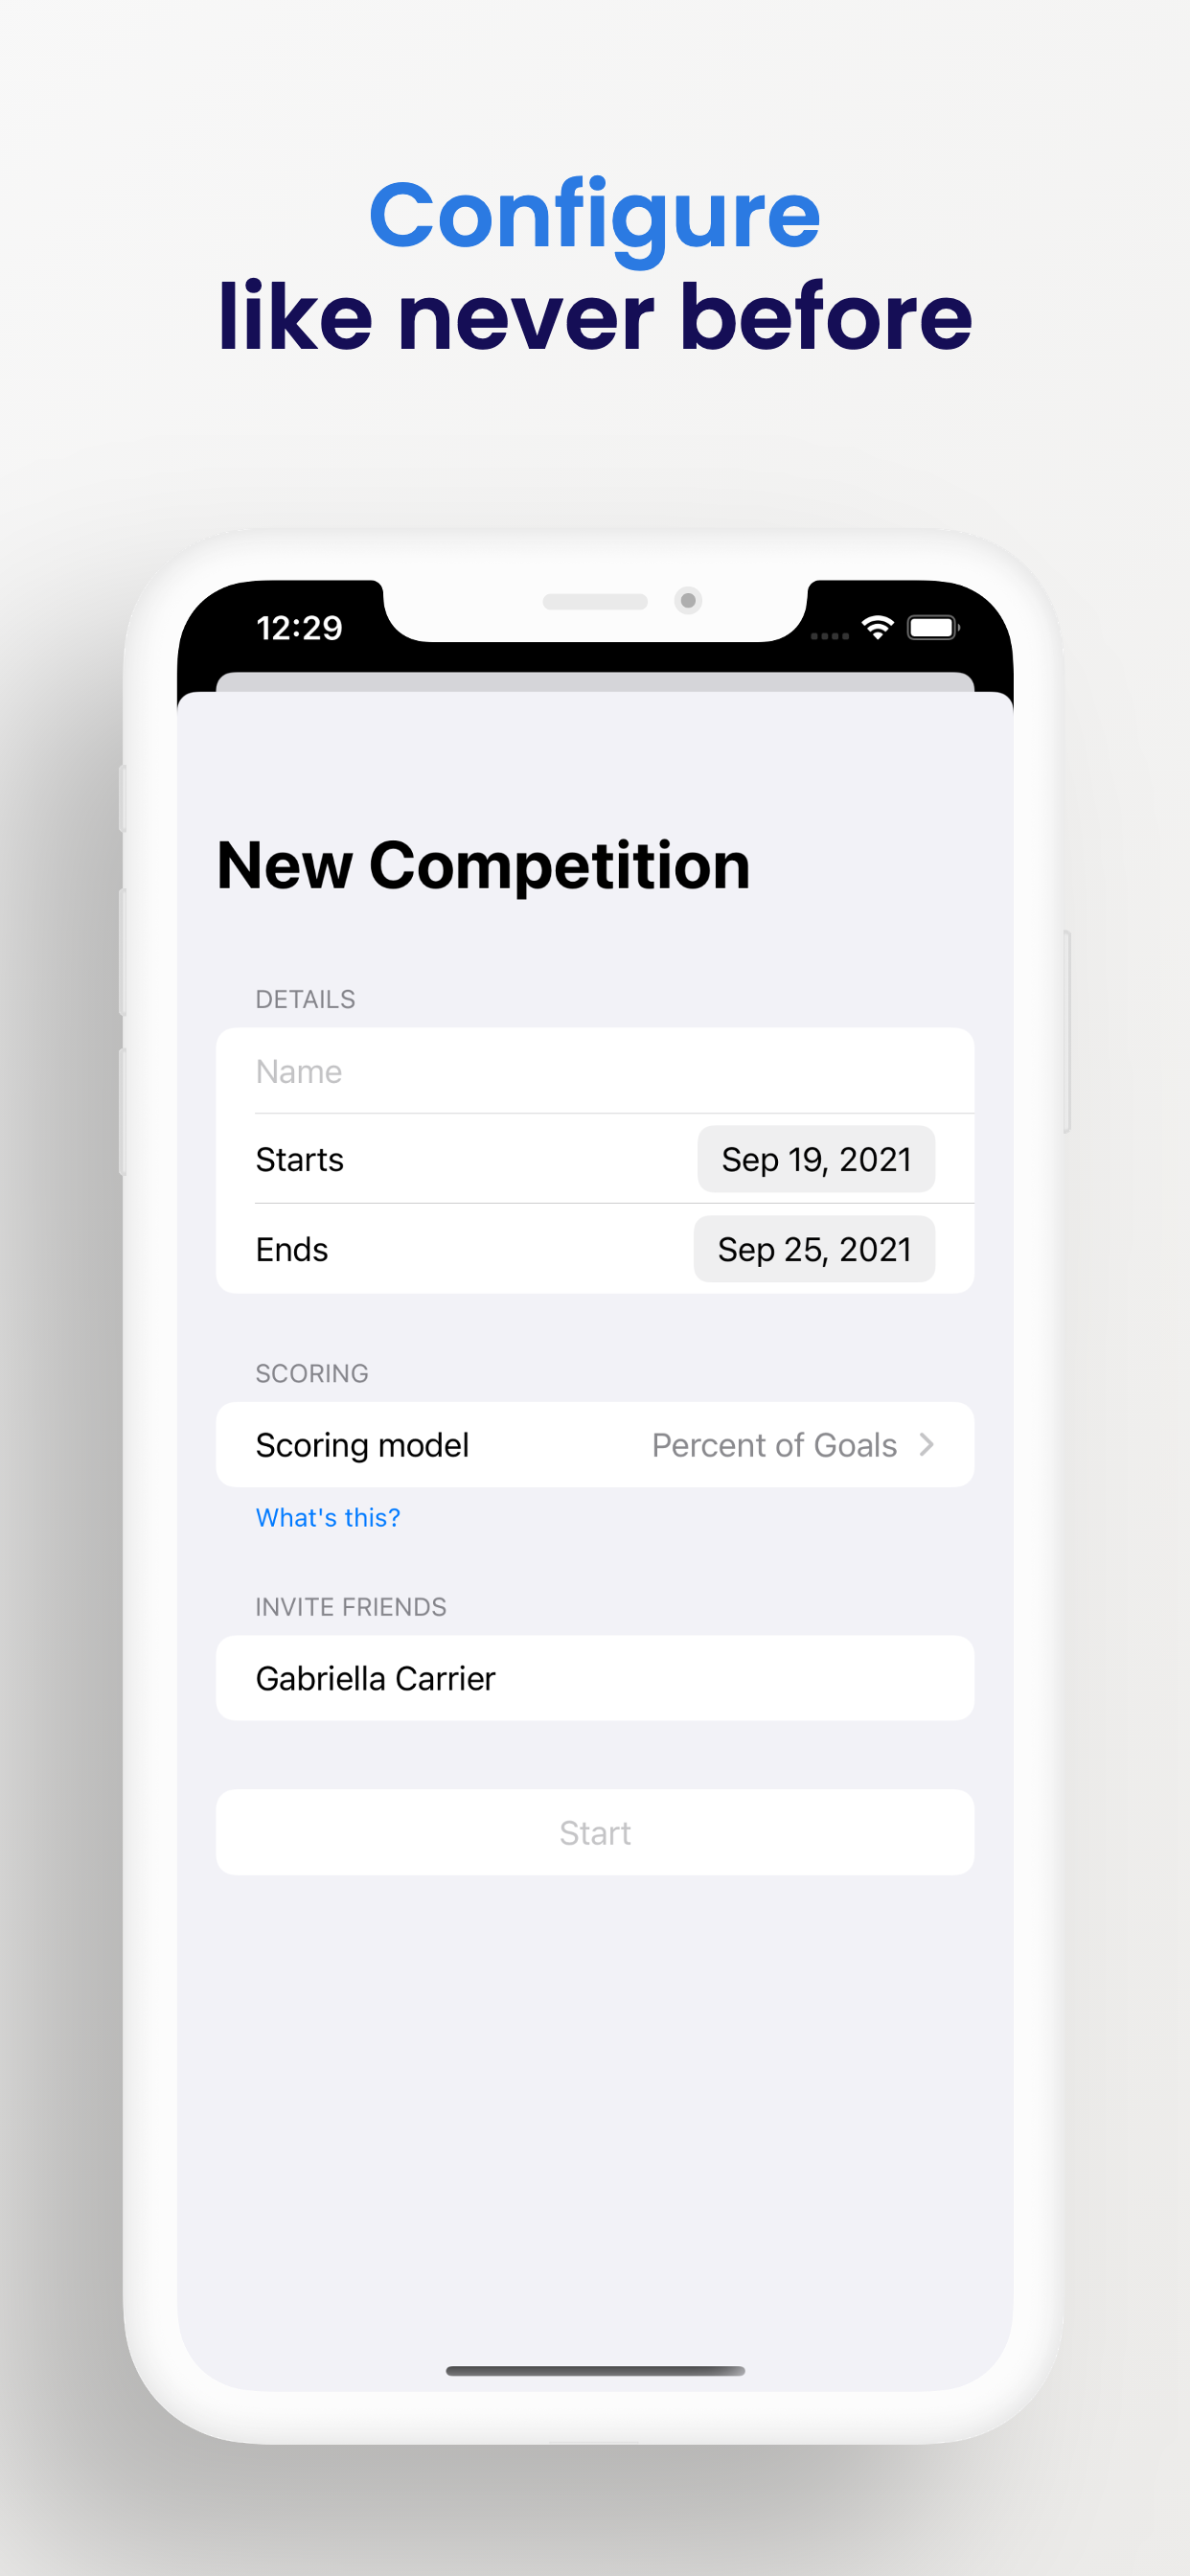 Configure
like never before
12:29
New Competition
DETAILS
Name
Starts
Sep 19, 2021
Ends
Sep 25, 2021
SCORING
Scoring model
Percent of Goals
What's this?
INVITE FRIENDS
Gabriella Carrier
Start